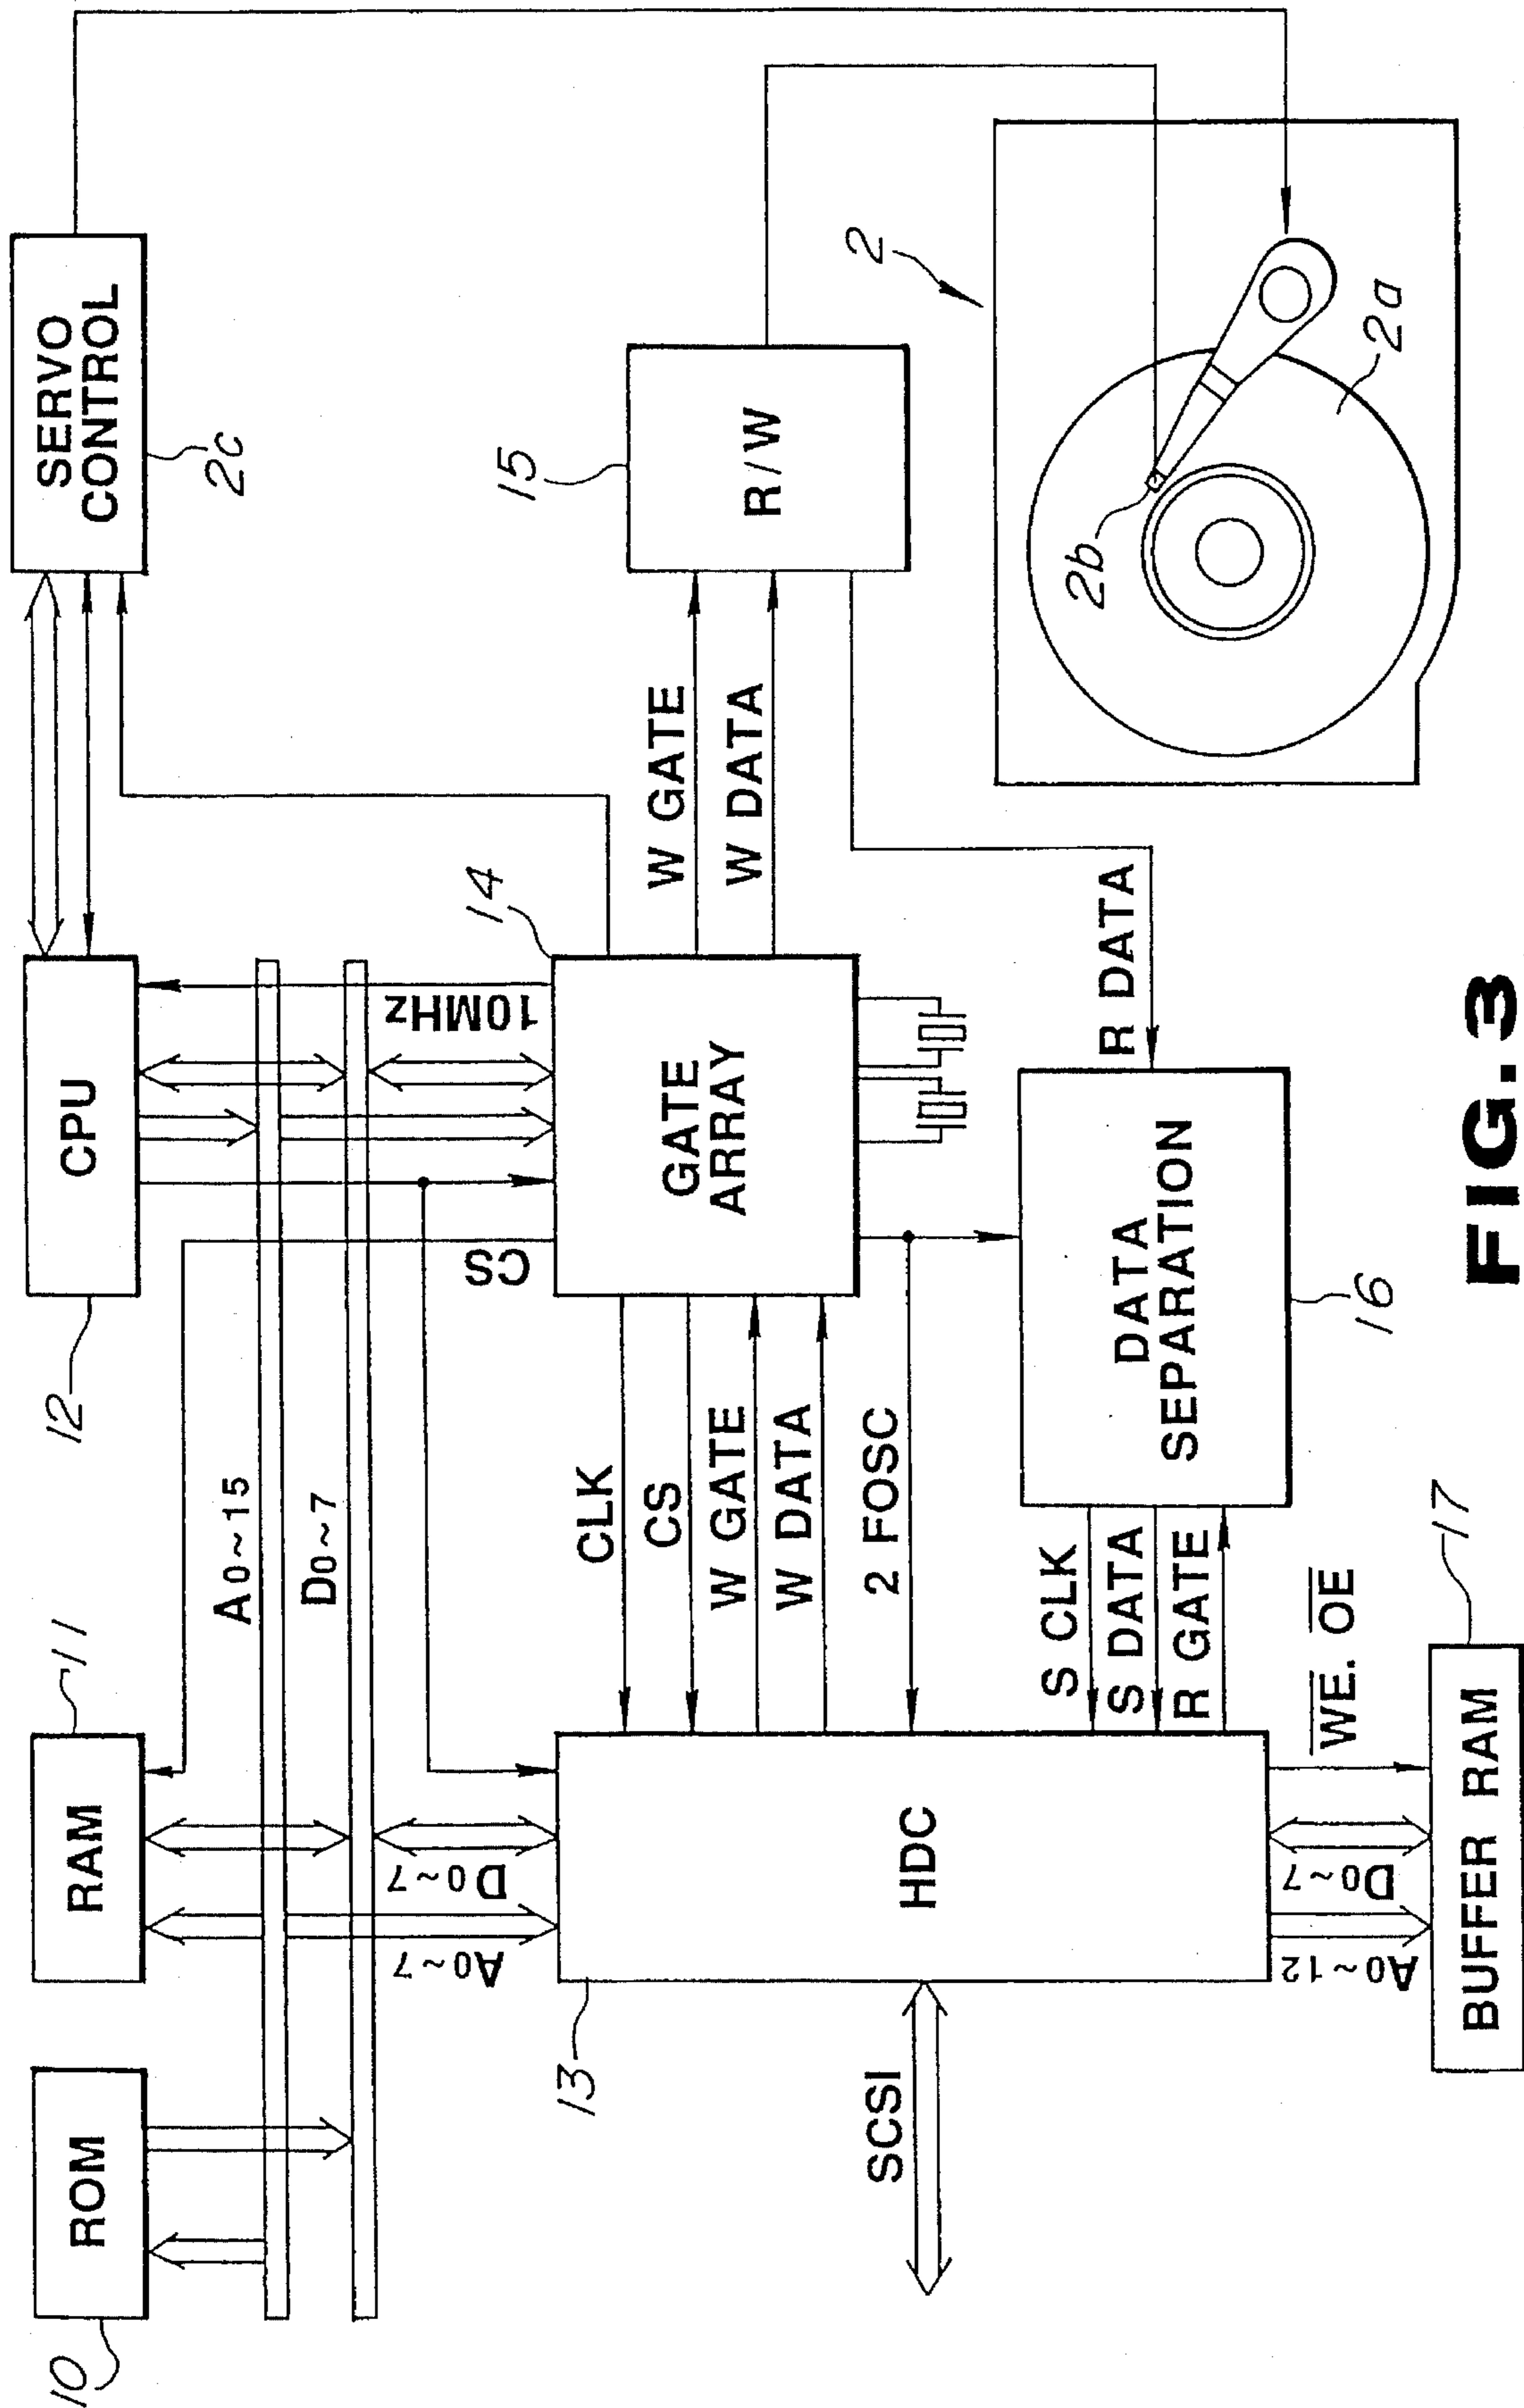 10
ROM
11
RAM
12
CPU
SERVO
CONTROL
2c
A0~15
D0~7
CS
10MHz
A0~7
D0~7
13
HDC
SCSI
CLK
CS
W GATE
W DATA
2 FOSC
14
GATE
ARRAY
W GATE
W DATA
15
R/W
R DATA
S CLK
S DATA
R GATE
DATA
SEPARATION
16
A0~12
D0~7
WE. OE
BUFFER RAM
17
2
2a
2b
FIG.3